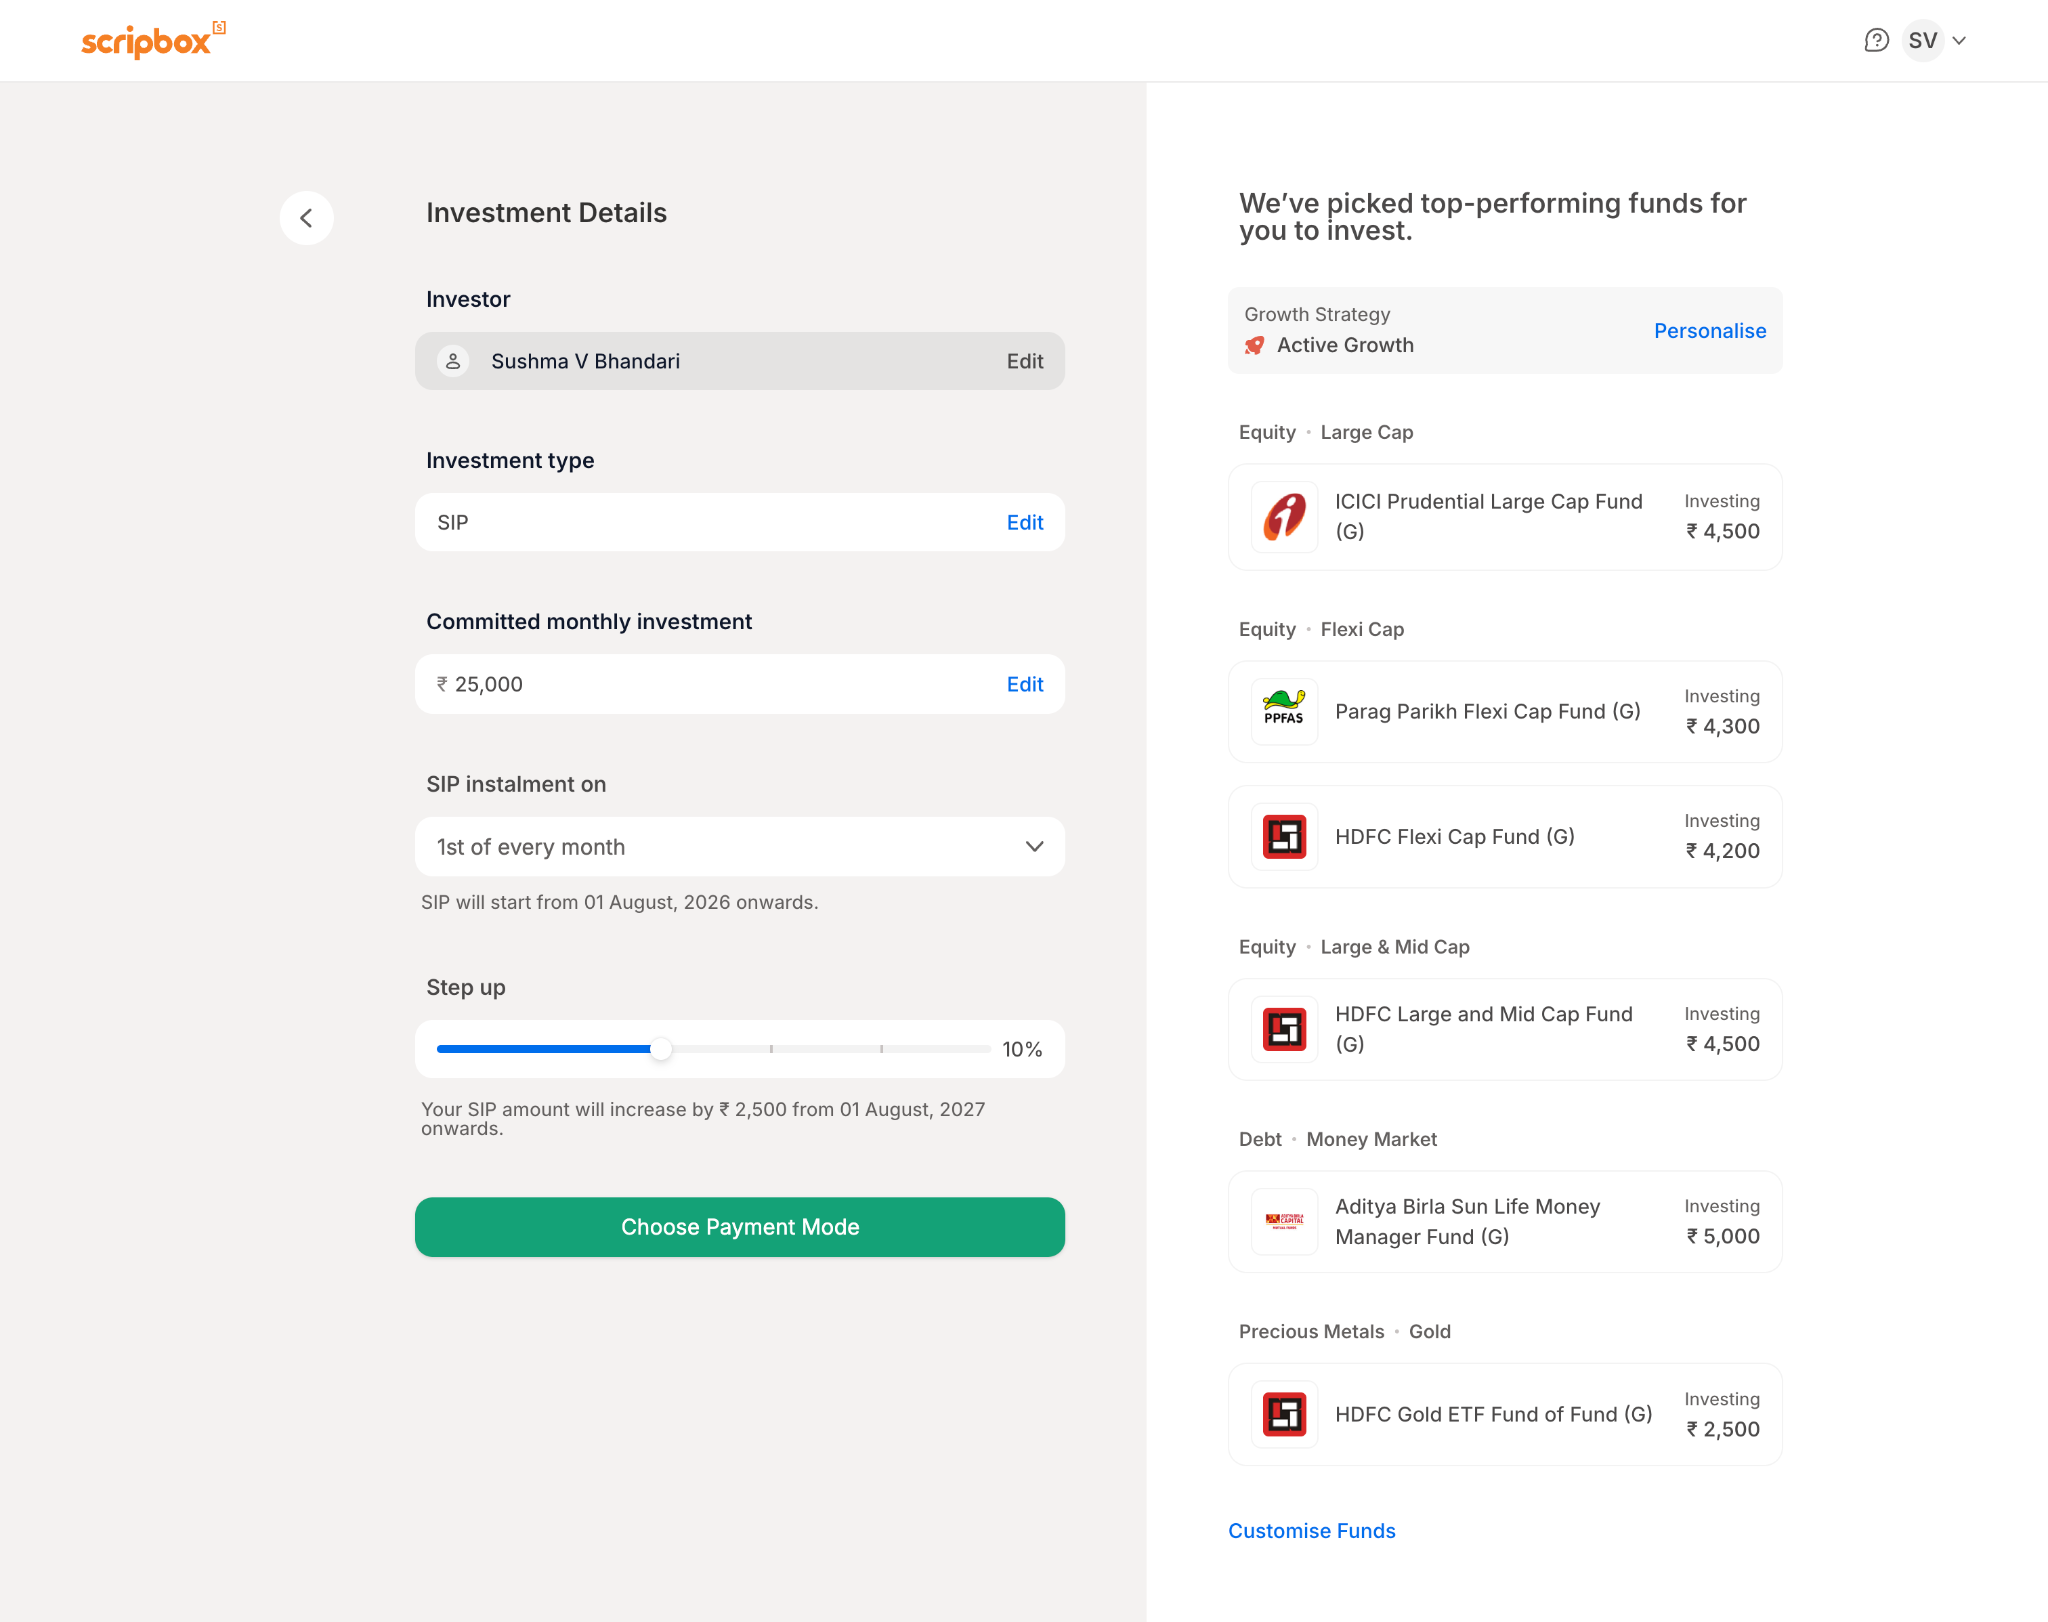 scripbox
S
SV
Investment Details
Investor
Sushma V Bhandari
Edit
Investment type
SIP
Edit
Committed monthly investment
₹ 25,000
Edit
SIP instalment on
1st of every month
SIP will start from 01 August, 2026 onwards.
Step up
10%
Your SIP amount will increase by ₹ 2,500 from 01 August, 2027
onwards.
Choose Payment Mode
We’ve picked top-performing funds for
you to invest.
Growth Strategy
Active Growth
Personalise
Equity • Large Cap
ICICI Prudential Large Cap Fund
(G)
Investing
₹ 4,500
Equity • Flexi Cap
PPFAS
Parag Parikh Flexi Cap Fund (G)
Investing
₹ 4,300
HDFC Flexi Cap Fund (G)
Investing
₹ 4,200
Equity • Large & Mid Cap
HDFC Large and Mid Cap Fund
(G)
Investing
₹ 4,500
Debt • Money Market
ADITYA BIRLA
CAPITAL
Aditya Birla Sun Life Money
Manager Fund (G)
Investing
₹ 5,000
Precious Metals • Gold
HDFC Gold ETF Fund of Fund (G)
Investing
₹ 2,500
Customise Funds